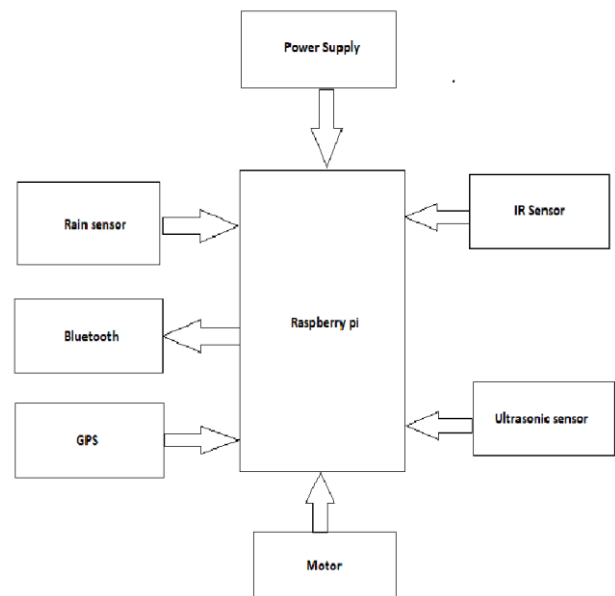 Power Supply
Rain sensor
IR Sensor
Bluetooth
Raspberry pi
GPS
Ultrasonic sensor
Motor